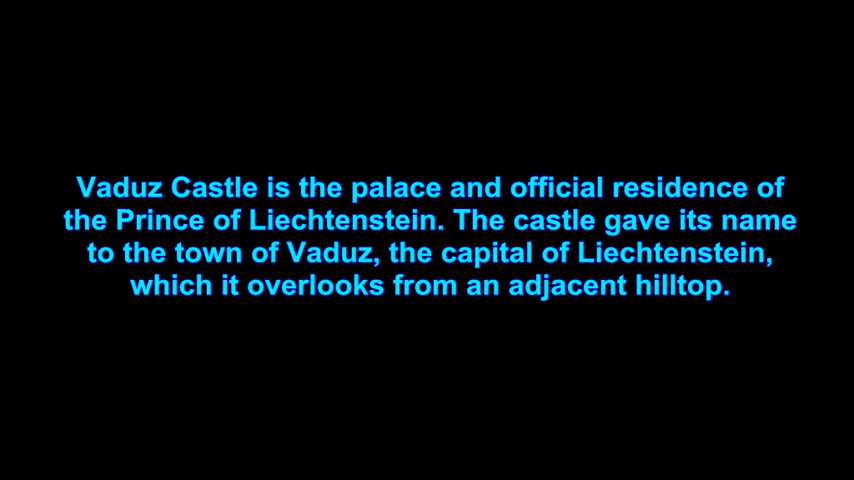 Vaduz Castle is the palace and official residence of
the Prince of Liechtenstein. The castle gave its name
to the town of Vaduz, the capital of Liechtenstein,
which it overlooks from an adjacent hilltop.